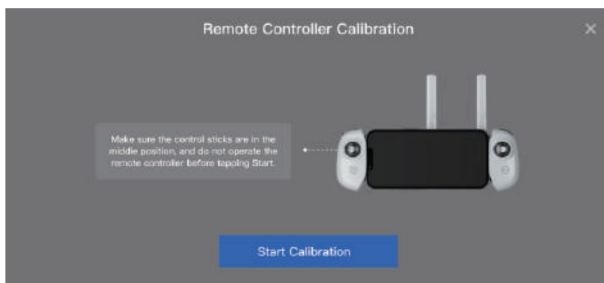 Remote Controller Calibration
Make sure the control sticks are in the
middle position, and do not operate the
remote controller before tapping Start.
Start Calibration